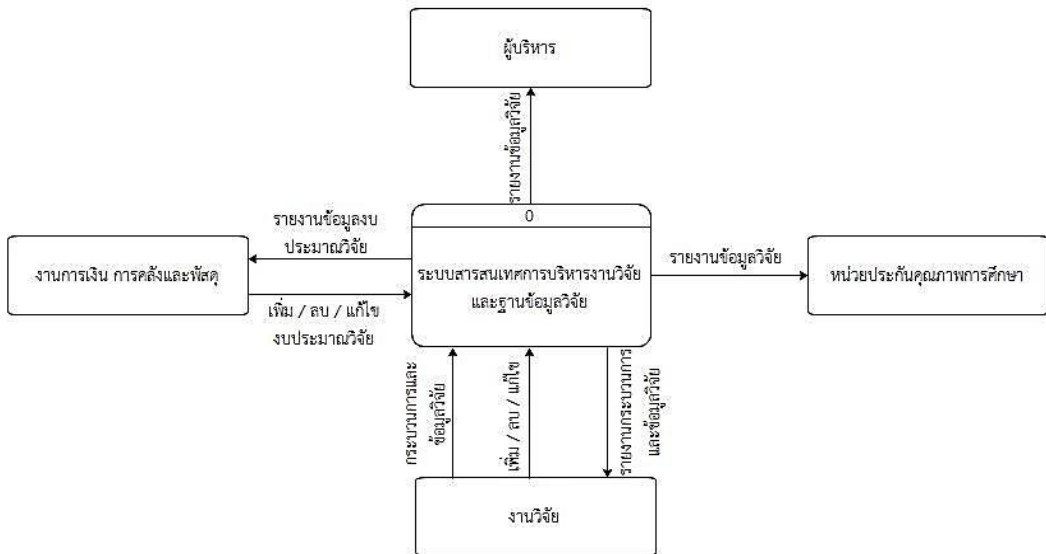 ผู้บริหาร
รายงานข้อมูลวิจัย
0
ระบบสารสนเทศการบริหารงานวิจัย
และฐานข้อมูลวิจัย
รายงานข้อมูลงบ
ประมาณวิจัย
งานการเงิน การคลังและพัสดุ
เพิ่ม / ลบ / แก้ไข
งบประมาณวิจัย
รายงานข้อมูลวิจัย
หน่วยประกันคุณภาพการศึกษา
กระบวนการและ
ข้อมูลวิจัย
เพิ่ม / ลบ / แก้ไข
รายงานกระบวนการ
และข้อมูลวิจัย
งานวิจัย